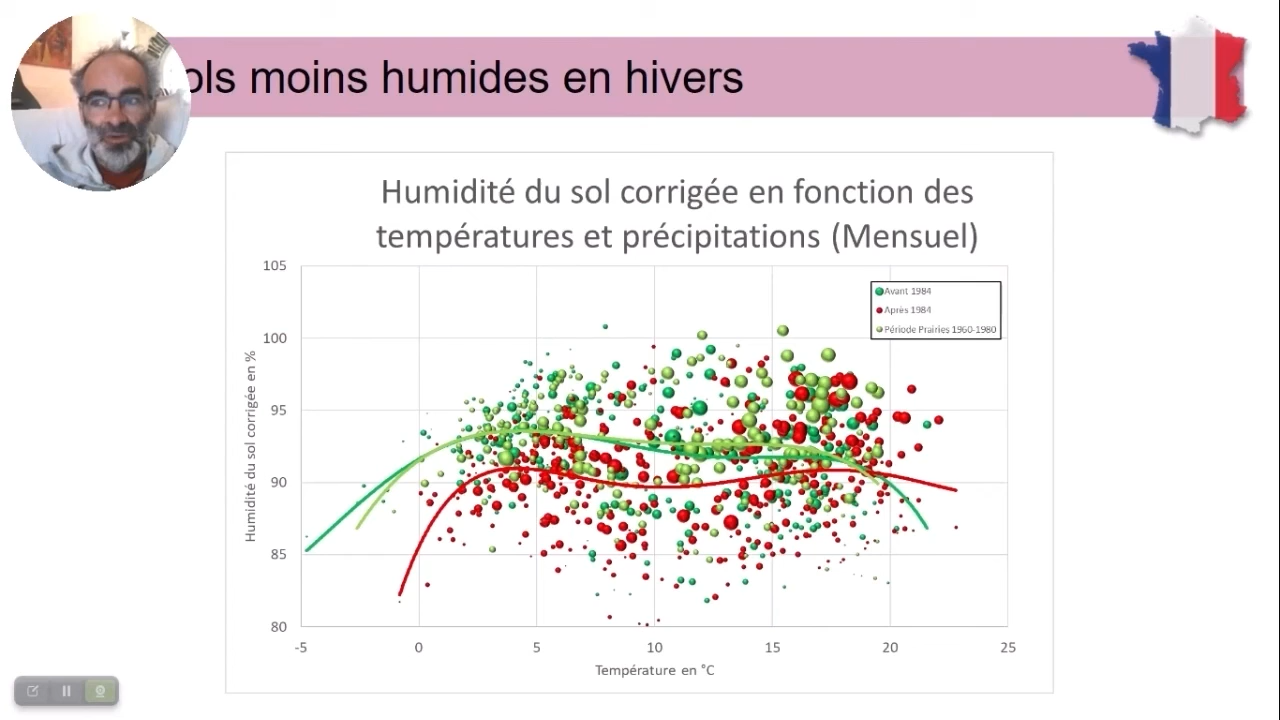 ols moins humides en hivers
Humidité du sol corrigée en fonction des
températures et précipitations (Mensuel)
105
100
95
90
85
80
Humidité du sol corrigée en %
Avant 1984
Après 1984
Période Prairies 1960-1980
-5
0
5
10
15
20
25
Température en °C